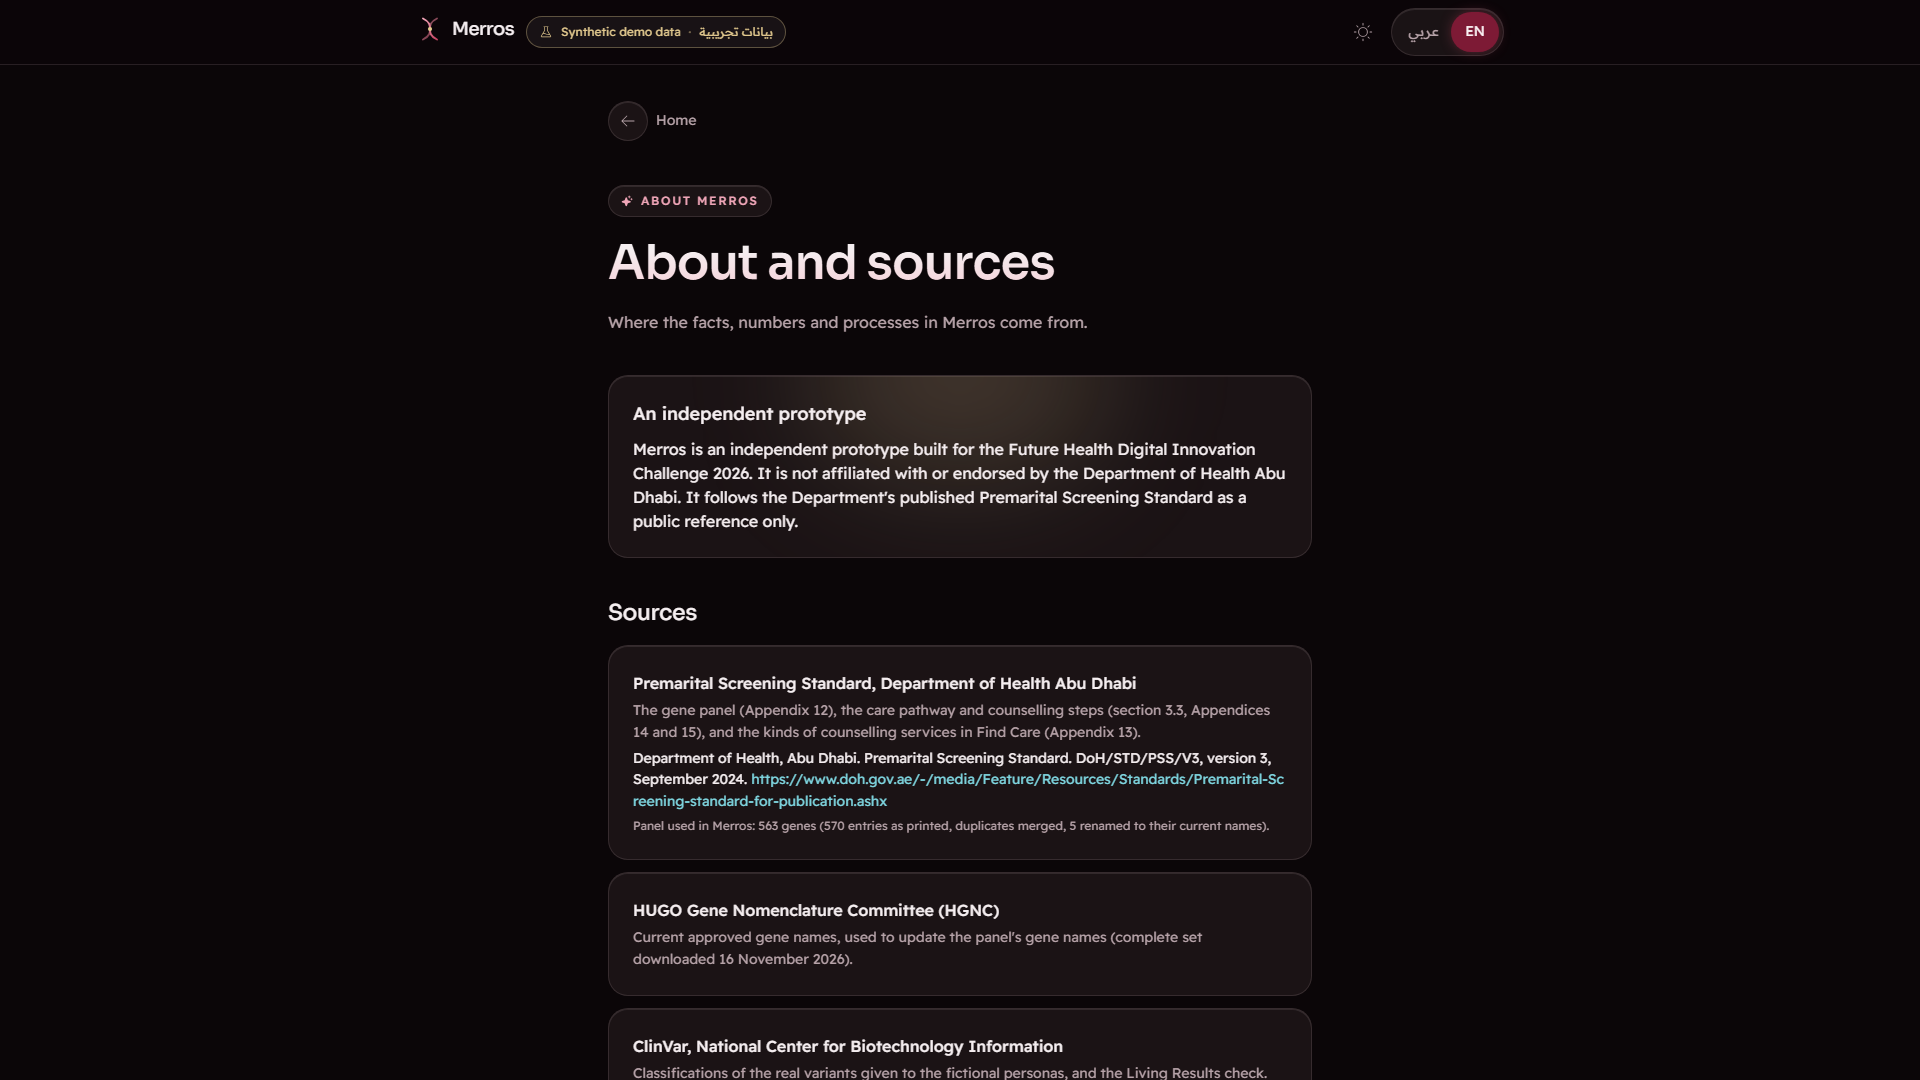 Merros
Synthetic demo data · بيانات تجريبية
عربي
EN
Home
ABOUT MERROS
About and sources
Where the facts, numbers and processes in Merros come from.
An independent prototype
Merros is an independent prototype built for the Future Health Digital Innovation
Challenge 2026. It is not affiliated with or endorsed by the Department of Health Abu
Dhabi. It follows the Department's published Premarital Screening Standard as a
public reference only.
Sources
Premarital Screening Standard, Department of Health Abu Dhabi
The gene panel (Appendix 12), the care pathway and counselling steps (section 3.3, Appendices
14 and 15), and the kinds of counselling services in Find Care (Appendix 13).
Department of Health, Abu Dhabi. Premarital Screening Standard. DoH/STD/PSS/V3, version 3,
September 2024. https://www.doh.gov.ae/-/media/Feature/Resources/Standards/Premarital-Sc
reening-standard-for-publication.ashx
Panel used in Merros: 563 genes (570 entries as printed, duplicates merged, 5 renamed to their current names).
HUGO Gene Nomenclature Committee (HGNC)
Current approved gene names, used to update the panel's gene names (complete set
downloaded 16 November 2026).
ClinVar, National Center for Biotechnology Information
Classifications of the real variants given to the fictional personas, and the Living Results check.